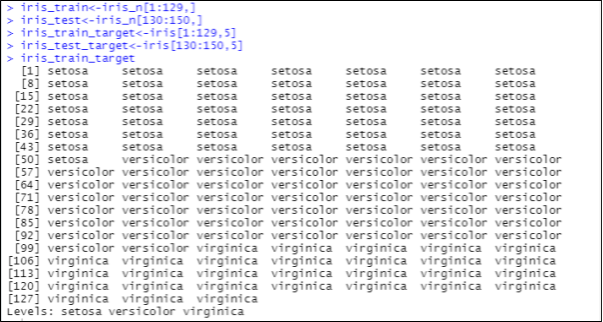 > iris_train<-iris_n[1:129,]
> iris_test<-iris_n[130:150,]
> iris_train_target<-iris[1:129,5]
> iris_test_target<-iris[130:150,5]
> iris_train_target
[1] setosa setosa setosa setosa setosa setosa setosa
[8] setosa setosa setosa setosa setosa setosa setosa
[15] setosa setosa setosa setosa setosa setosa setosa
[22] setosa setosa setosa setosa setosa setosa setosa
[29] setosa setosa setosa setosa setosa setosa setosa
[36] setosa setosa setosa setosa setosa setosa setosa
[43] setosa setosa setosa setosa setosa setosa setosa
[50] setosa versicolor versicolor versicolor versicolor versicolor versicolor
[57] versicolor versicolor versicolor versicolor versicolor versicolor versicolor
[64] versicolor versicolor versicolor versicolor versicolor versicolor versicolor
[71] versicolor versicolor versicolor versicolor versicolor versicolor versicolor
[78] versicolor versicolor versicolor versicolor versicolor versicolor versicolor
[85] versicolor versicolor versicolor versicolor versicolor versicolor versicolor
[92] versicolor versicolor versicolor versicolor versicolor versicolor versicolor
[99] versicolor versicolor virginica virginica virginica virginica virginica
[106] virginica virginica virginica virginica virginica virginica virginica
[113] virginica virginica virginica virginica virginica virginica virginica
[120] virginica virginica virginica virginica virginica virginica virginica
[127] virginica virginica virginica
Levels: setosa versicolor virginica